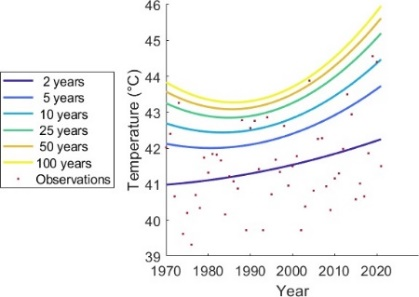 46
45
44
43
42
41
40
39
Temperature (°C)
1970 1980 1990 2000 2010 2020
Year
2 years
5 years
10 years
25 years
50 years
100 years
Observations